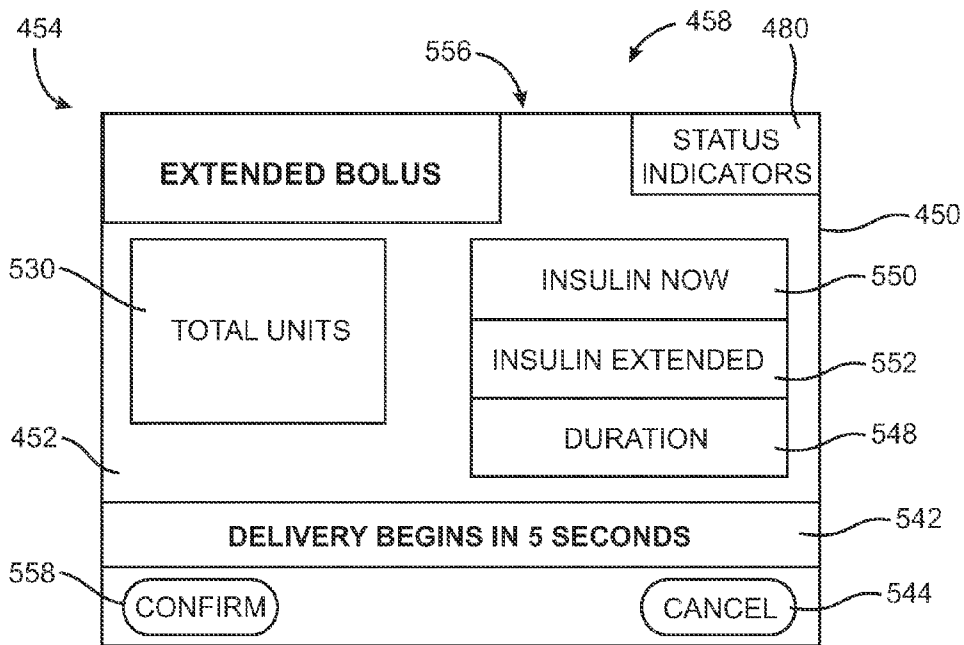 454
556
458
480
EXTENDED BOLUS
STATUS
INDICATORS
450
530
TOTAL UNITS
INSULIN NOW
550
INSULIN EXTENDED
552
452
DURATION
548
DELIVERY BEGINS IN 5 SECONDS
542
558
CONFIRM
CANCEL
544